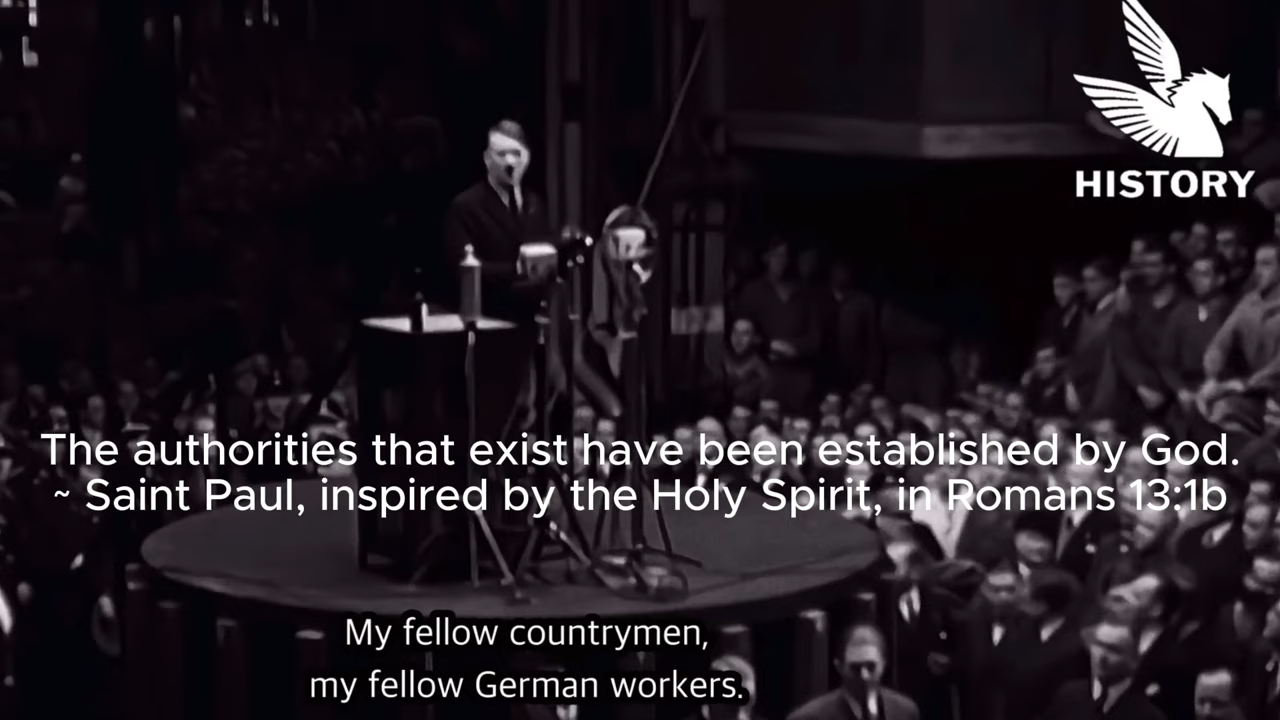 HISTORY
The authorities that exist have been established by God.
~ Saint Paul, inspired by the Holy Spirit, in Romans 13:1b
My fellow countrymen,
my fellow German workers.